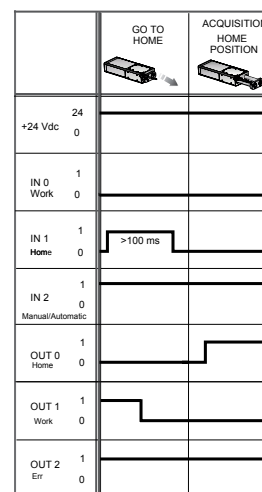 GO TO
HOME
ACQUISITION
HOME
POSITION
24
+24 Vdc 0
1
IN 0
Work 0
1
IN 1
Home 0
>100 ms
1
IN 2
0
Manual/Automatic
1
OUT 0
Home 0
1
OUT 1
Work 0
1
OUT 2
Err 0